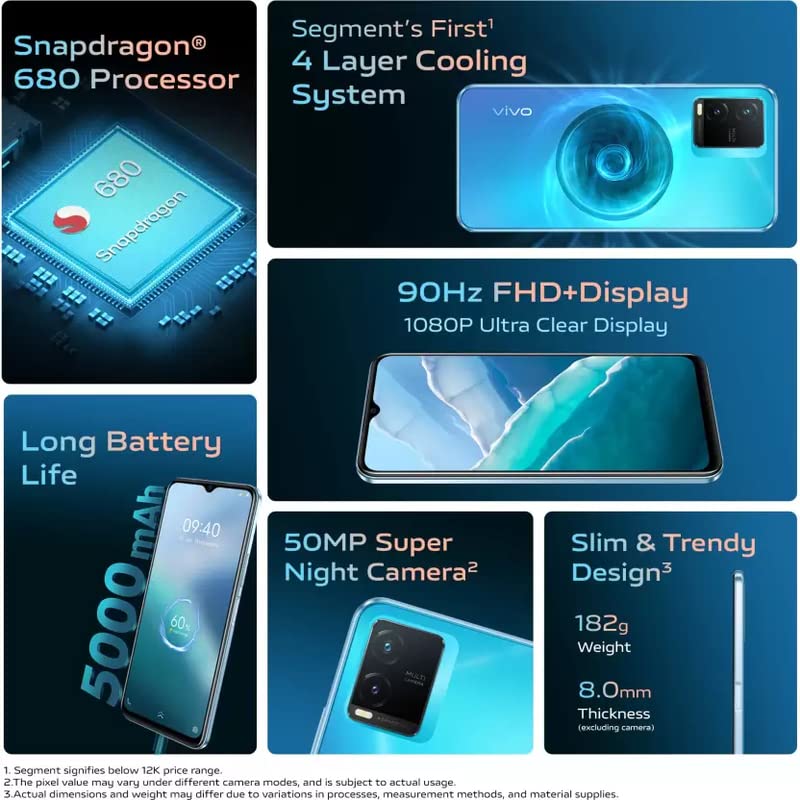 Snapdragon®
680 Processor
680
Snapdragon
Segment's First¹
4 Layer Cooling
System
vivo
90Hz FHD+Display
1080P Ultra Clear Display
Long Battery
Life
5000mAh
09:40
60%
50MP Super
Night Camera²
MULTI
CAMERA
Slim & Trendy
Design³
182g
Weight
8.0mm
Thickness
(excluding camera)
1. Segment signifies below 12K price range.
2.The pixel value may vary under different camera modes, and is subject to actual usage.
3.Actual dimensions and weight may differ due to variations in processes, measurement methods, and material supplies.